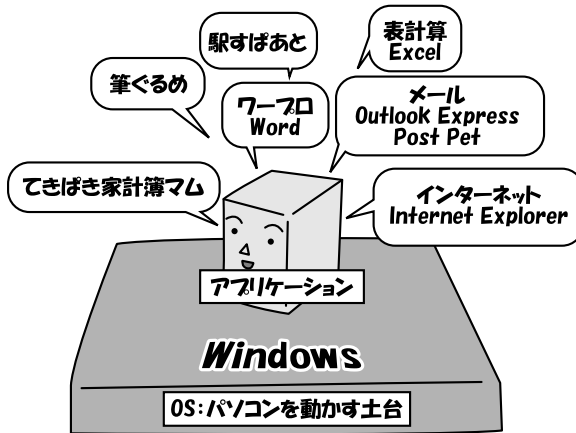 駅すぱあと
表計算
Excel
筆ぐるめ
ワープロ
Word
メール
Outlook Express
Post Pet
てきぱき家計簿マム
インターネット
Internet Explorer
アプリケーション
Windows
OS:パソコンを動かす土台